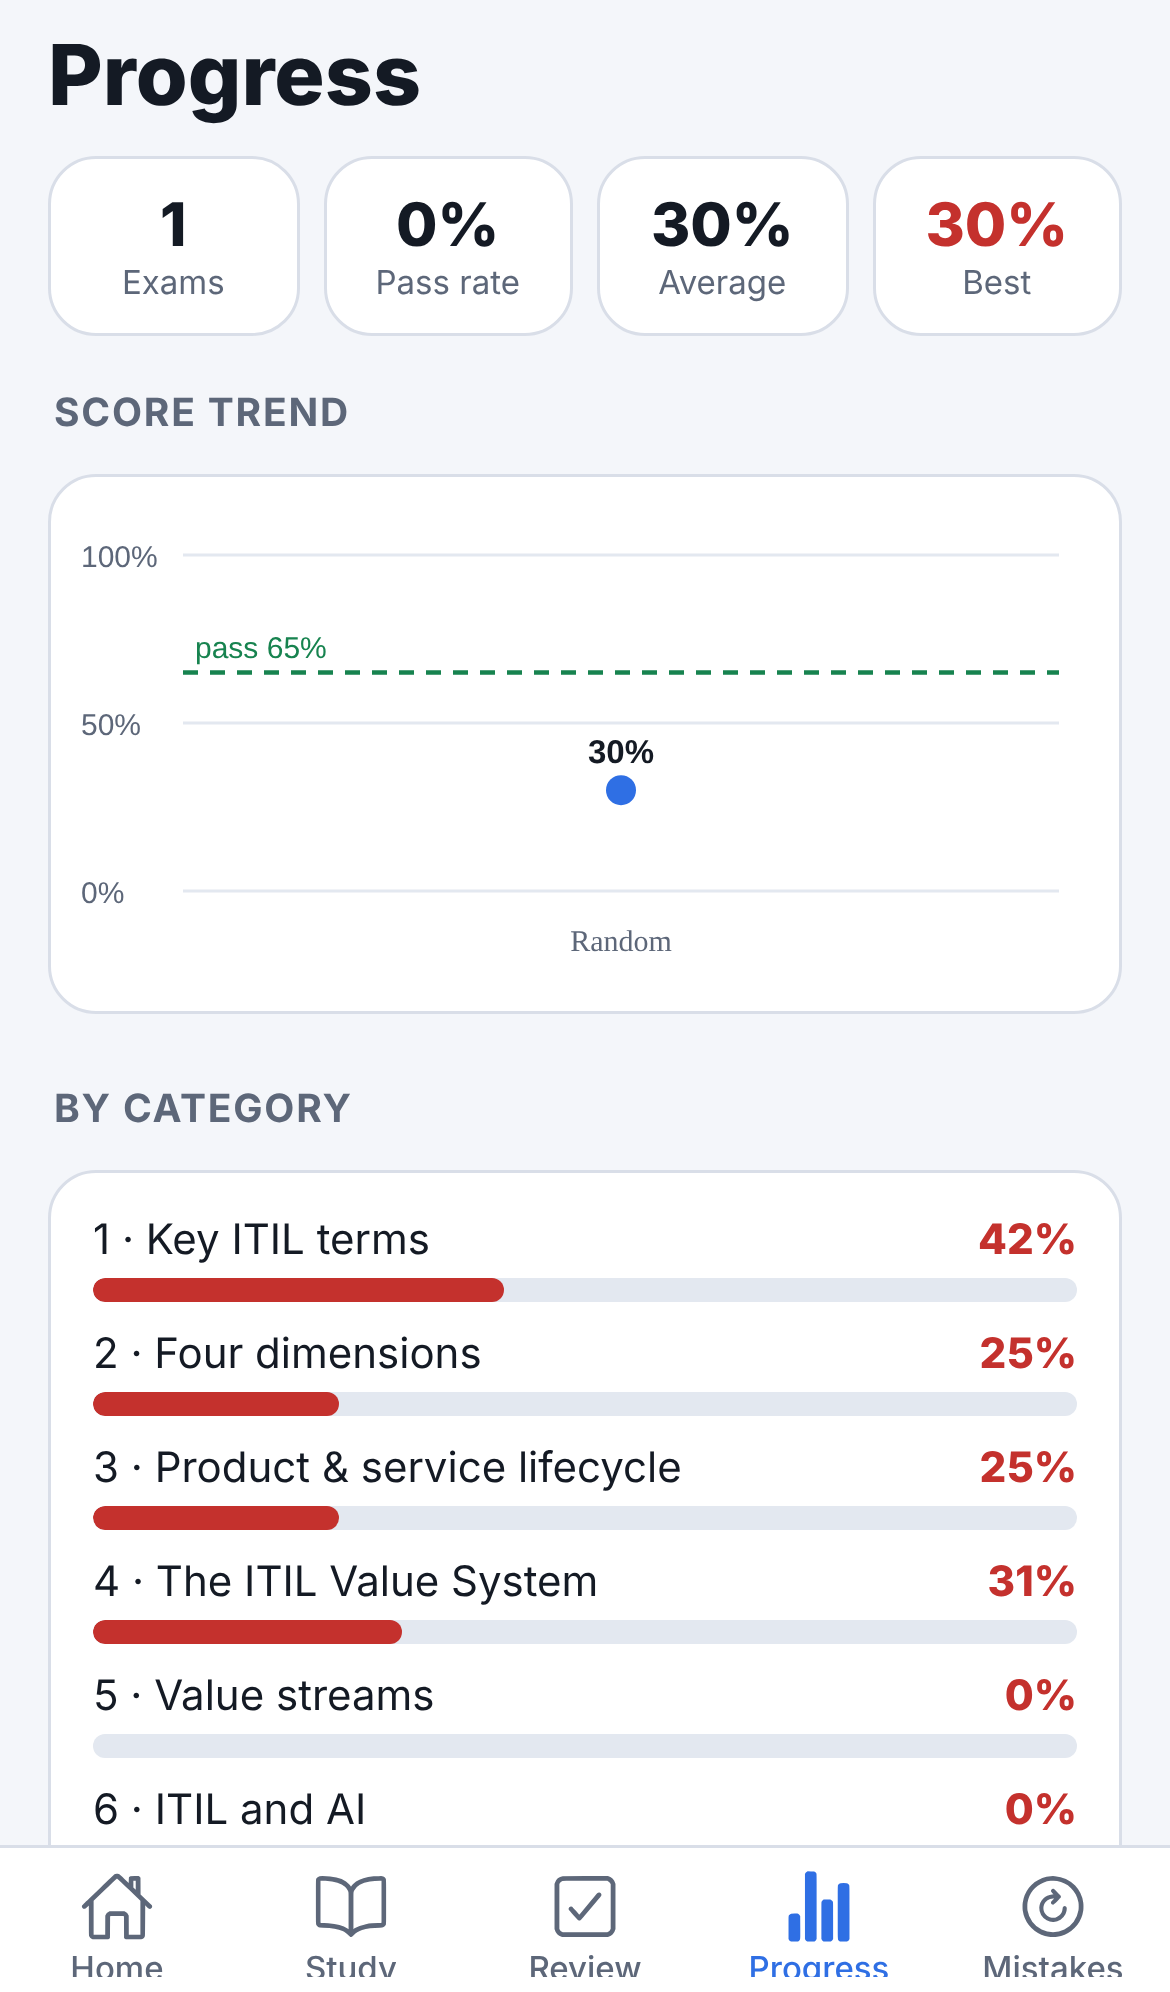 Progress
1
Exams
0%
Pass rate
30%
Average
30%
Best
SCORE TREND
100%
pass 65%
50%
30%
0%
Random
BY CATEGORY
1 · Key ITIL terms 42%
2 · Four dimensions 25%
3 · Product & service lifecycle 25%
4 · The ITIL Value System 31%
5 · Value streams 0%
6 · ITIL and AI 0%
Home Study Review Progress Mistakes